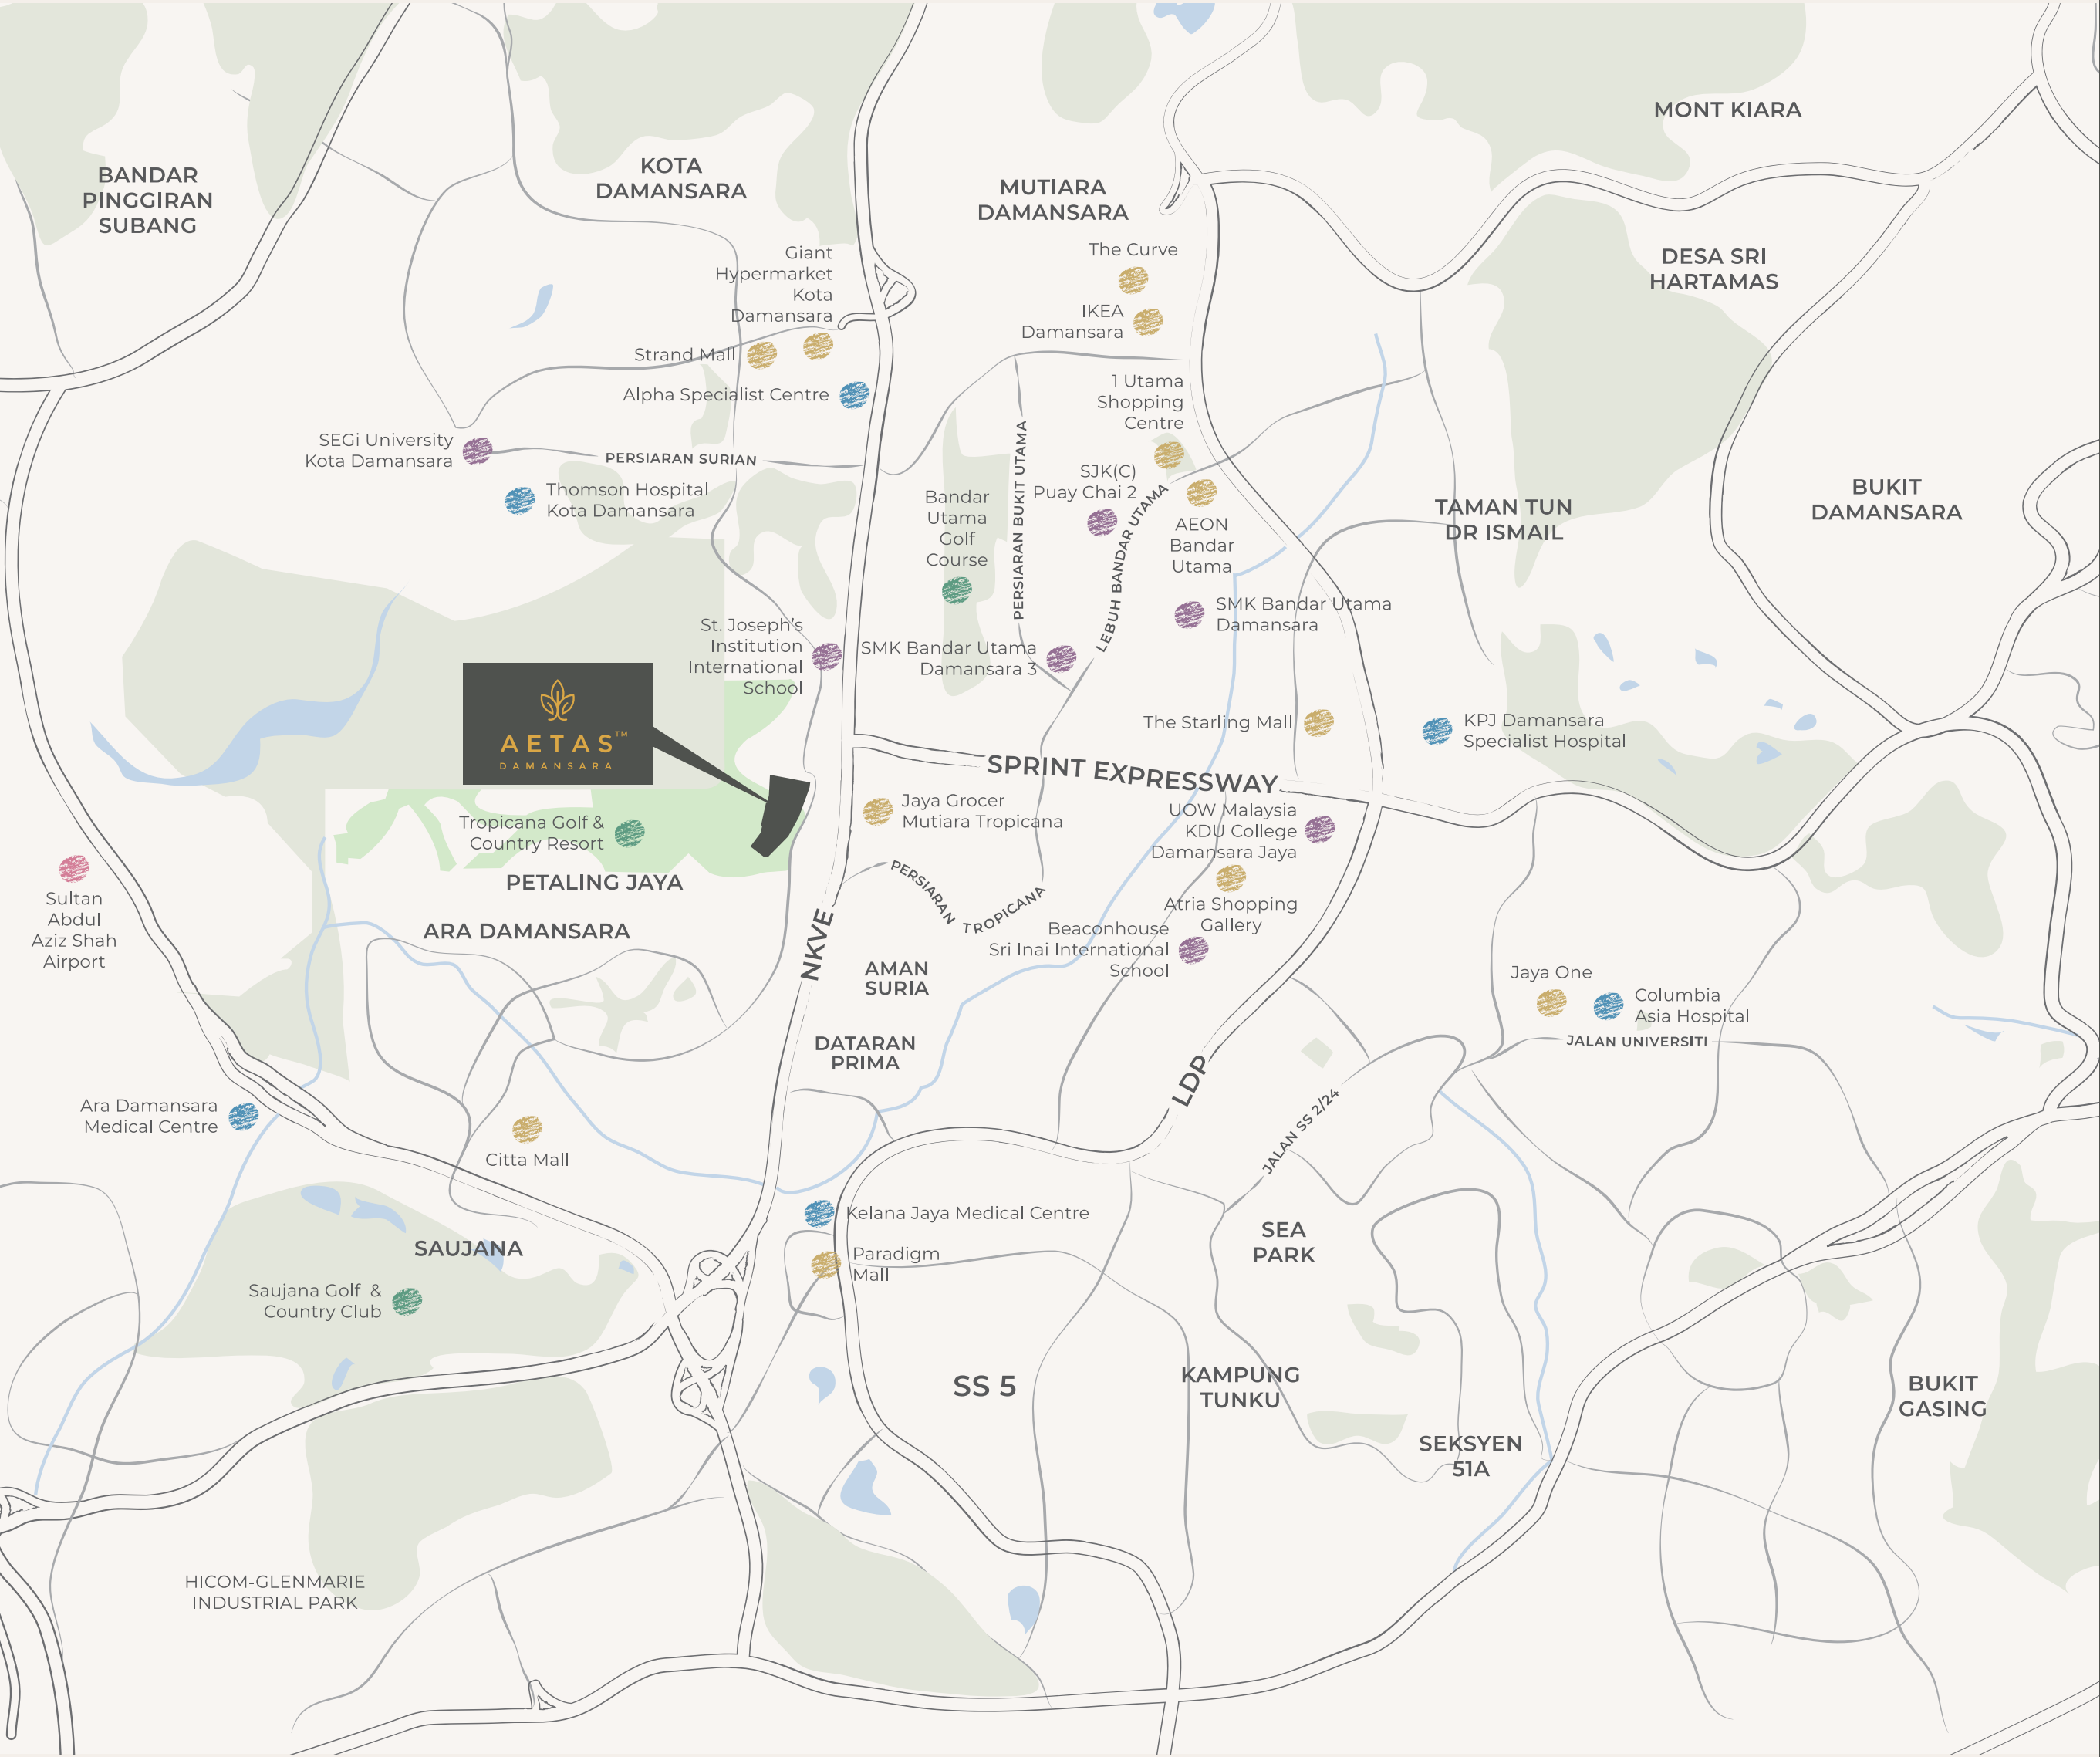 MONT KIARA
BANDAR
PINGGIRAN
SUBANG
KOTA
DAMANSARA
MUTIARA
DAMANSARA
DESA SRI
HARTAMAS
Giant
Hypermarket
Kota
Damansara
The Curve
IKEA
Damansara
Strand Mall
Alpha Specialist Centre
1 Utama
Shopping
Centre
SEGi University
Kota Damansara
PERSIARAN SURIAN
Thomson Hospital
Kota Damansara
Bandar
Utama
Golf
Course
PERSIARAN BUKIT UTAMA
SJK(C)
Puay Chai 2
LEBUH BANDAR UTAMA
AEON
Bandar
Utama
TAMAN TUN
DR ISMAIL
BUKIT
DAMANSARA
St. Joseph's
Institution
International
School
SMK Bandar Utama
Damansara 3
SMK Bandar Utama
Damansara
AETAS™
DAMANSARA
The Starling Mall
KPJ Damansara
Specialist Hospital
SPRINT EXPRESSWAY
Jaya Grocer
Mutiara Tropicana
UOW Malaysia
KDU College
Damansara Jaya
Tropicana Golf &
Country Resort
PETALING JAYA
Sultan
Abdul
Aziz Shah
Airport
ARA DAMANSARA
NKVE
PERSIARAN
TROPICANA
Atria Shopping
Gallery
Beaconhouse
Sri Inai International
School
AMAN
SURIA
Jaya One
Columbia
Asia Hospital
JALAN UNIVERSITI
DATARAN
PRIMA
LDP
JALAN SS 2/24
Ara Damansara
Medical Centre
Citta Mall
Kelana Jaya Medical Centre
Paradigm
Mall
SEA
PARK
SAUJANA
Saujana Golf &
Country Club
SS 5
KAMPUNG
TUNKU
SEKSYEN
51A
BUKIT
GASING
HICOM-GLENMARIE
INDUSTRIAL PARK